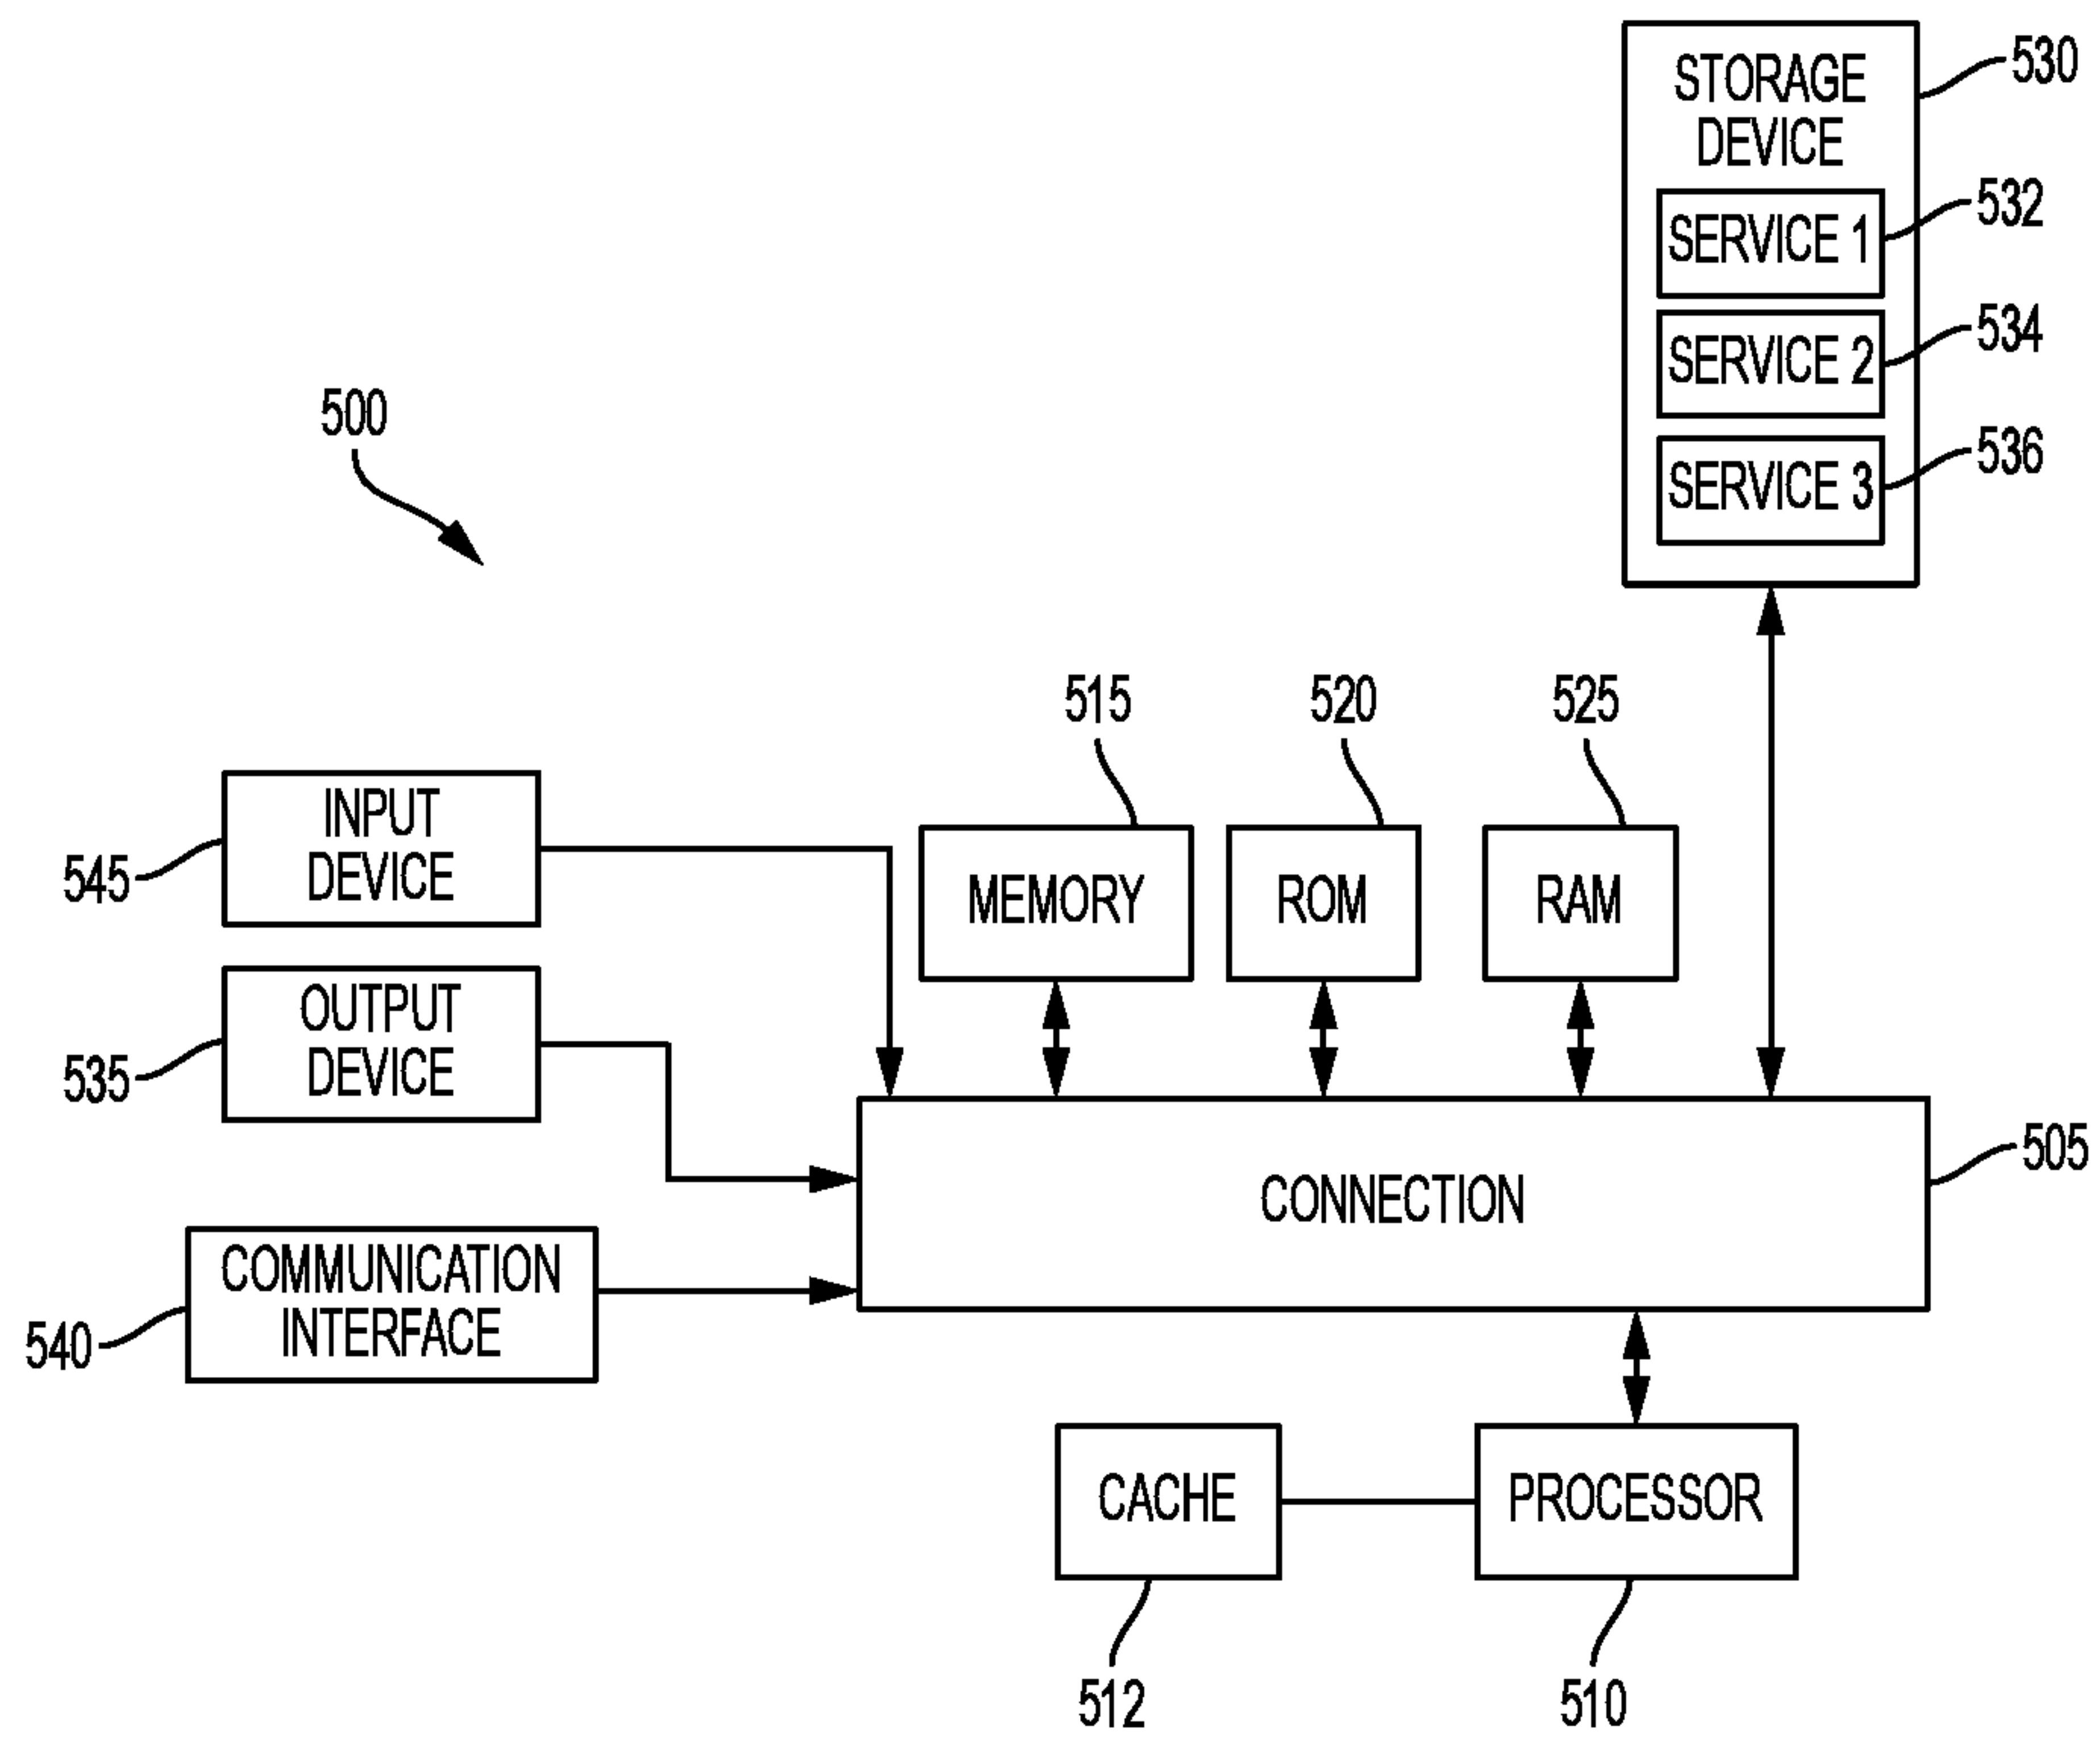 STORAGE
DEVICE
530
SERVICE 1
532
SERVICE 2
534
SERVICE 3
536
500
515
520
525
INPUT
DEVICE
545
MEMORY
ROM
RAM
OUTPUT
DEVICE
535
CONNECTION
505
COMMUNICATION
INTERFACE
540
CACHE
PROCESSOR
512
510